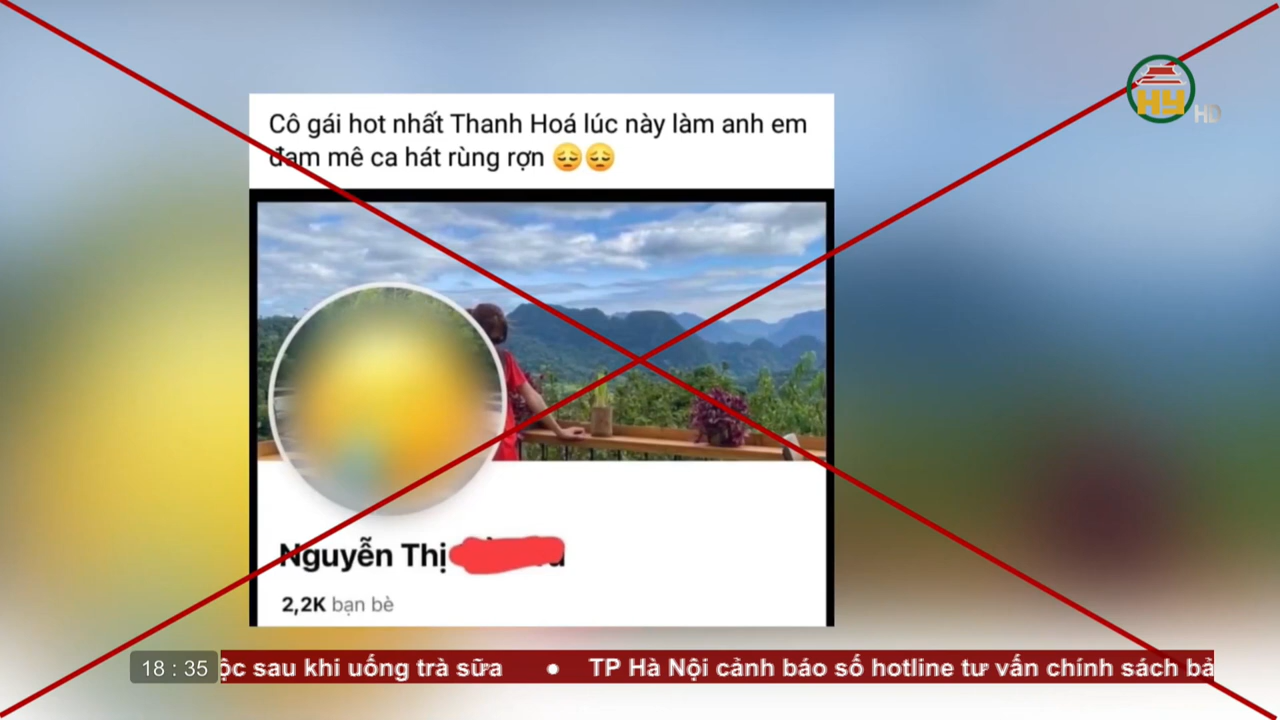 Cô gái hot nhất Thanh Hoá lúc này làm anh em
đam mê ca hát rùng rợn 😔😔
HY
HD
Nguyễn Thị
2,2K bạn bè
18 : 35
ộc sau khi uống trà sữa • TP Hà Nội cảnh báo số hotline tư vấn chính sách bả